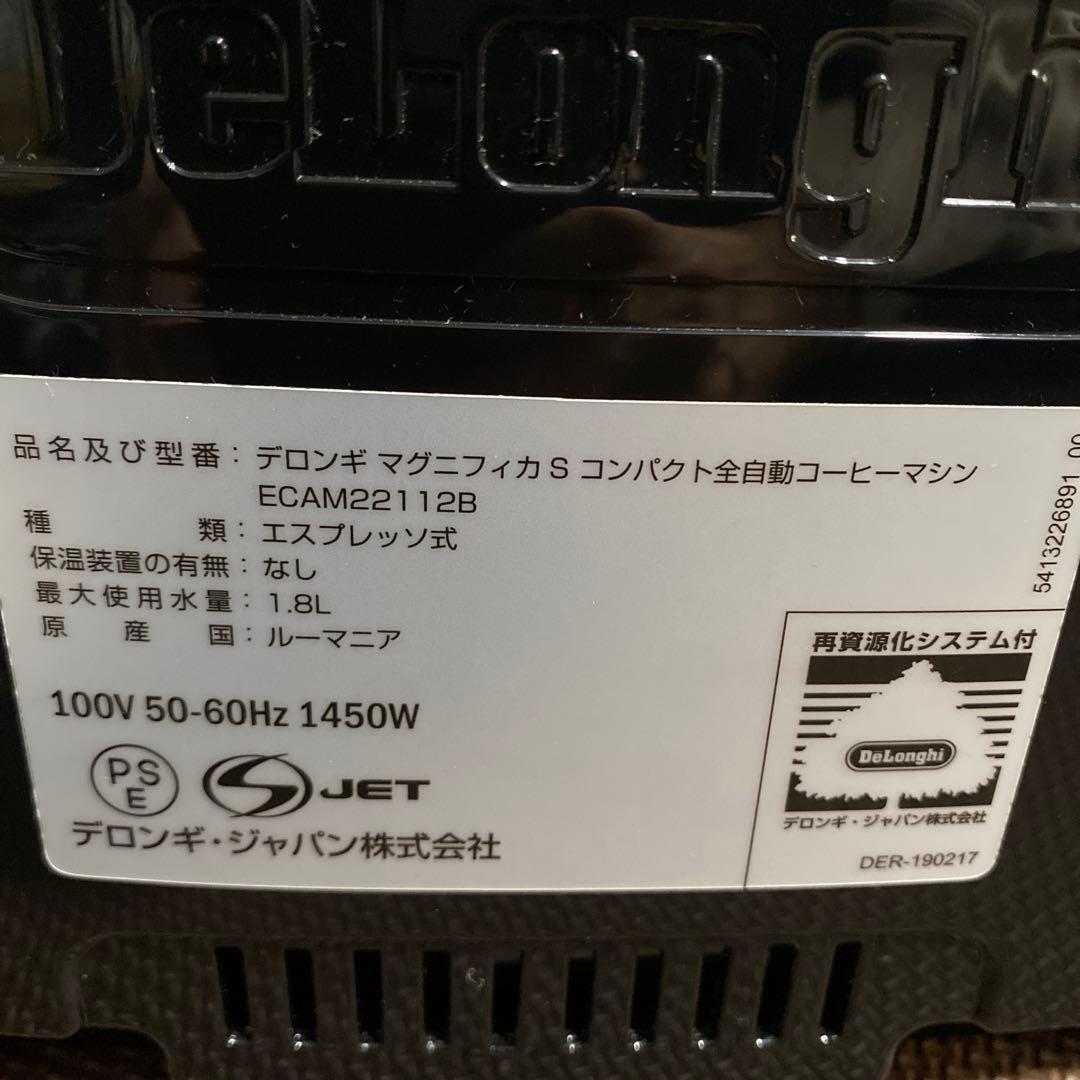 DeLongh
品名及び型番：デロンギ マグニフィカ S コンパクト全自動コーヒーマシン
ECAM22112B
種類：エスプレッソ式
保温装置の有無：なし
最大使用水量：1.8L
原産国：ルーマニア
100V 50-60Hz 1450W
PSE
S JET
デロンギ・ジャパン株式会社
5413226891 00
再資源化システム付
DeLonghi
デロンギ・ジャパン株式会社
DER-190217